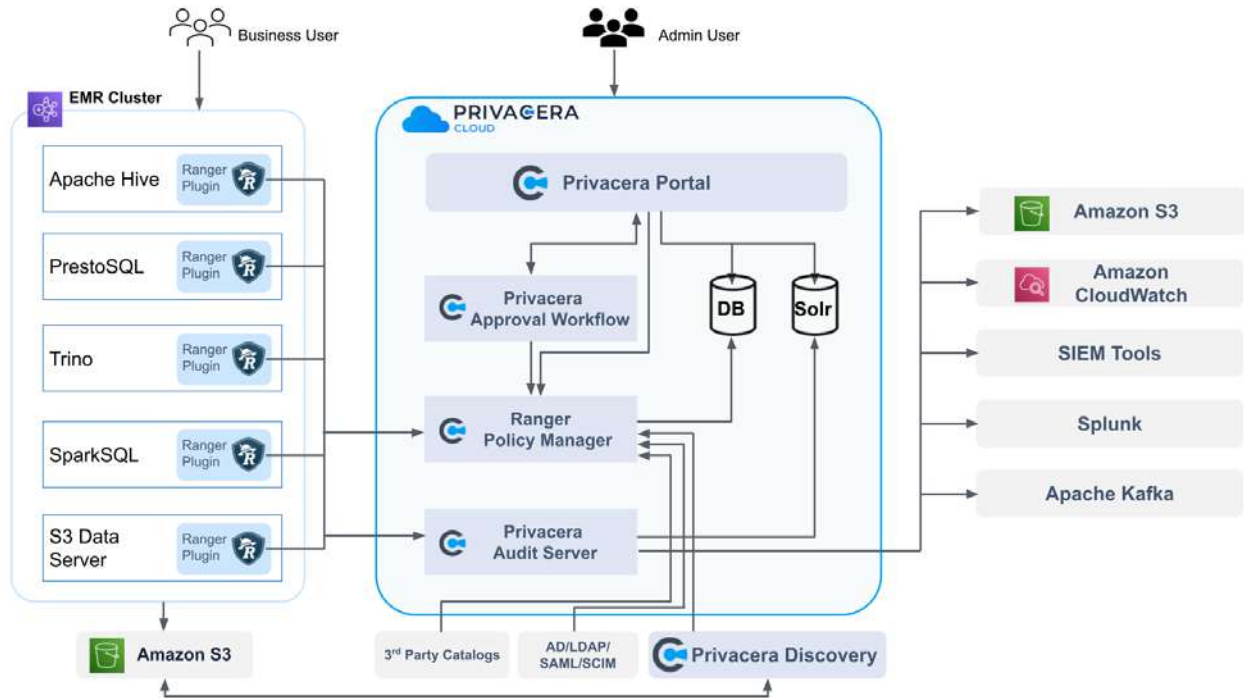 Business User
Admin User
EMR Cluster
PRIVACERA
CLOUD
Apache Hive
Ranger
Plugin
R
PrestoSQL
Ranger
Plugin
R
Trino
Ranger
Plugin
R
SparkSQL
Ranger
Plugin
R
S3 Data
Server
Ranger
Plugin
R
Privacera Portal
Privacera
Approval Workflow
DB
Solr
Ranger
Policy Manager
Privacera
Audit Server
Amazon S3
Amazon
CloudWatch
SIEM Tools
Splunk
Apache Kafka
Amazon S3
3rd Party Catalogs
AD/LDAP/
SAML/SCIM
Privacera Discovery